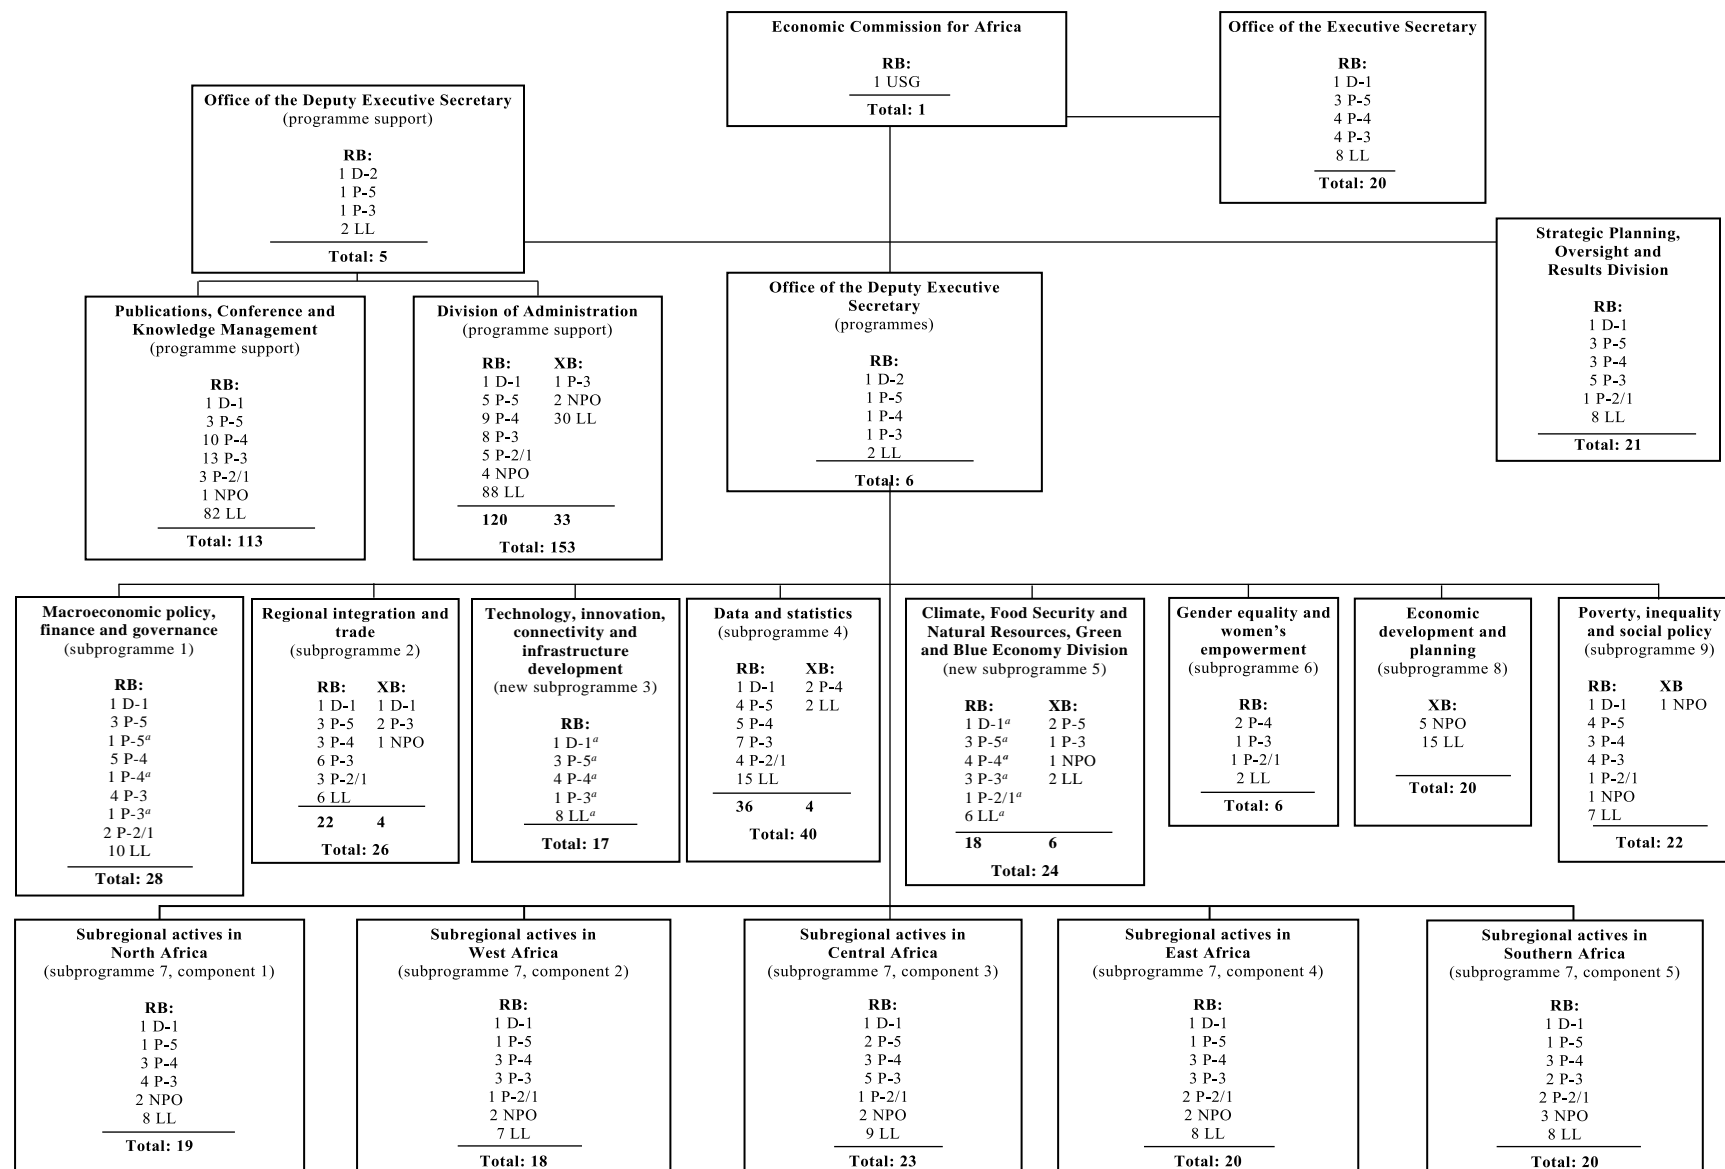 Economic Commission for Africa
RB:
1 USG
Total: 1
Office of the Executive Secretary
RB:
1 D-1
3 P-5
4 P-4
4 P-3
8 LL
Total: 20
Office of the Deputy Executive Secretary
(programme support)
RB:
1 D-2
1 P-5
1 P-3
2 LL
Total: 5
Strategic Planning,
Oversight and
Results Division
RB:
1 D-1
3 P-5
3 P-4
5 P-3
1 P-2/1
8 LL
Total: 21
Publications, Conference and
Knowledge Management
(programme support)
RB:
1 D-1
3 P-5
10 P-4
13 P-3
3 P-2/1
1 NPO
82 LL
Total: 113
Division of Administration
(programme support)
RB: XB:
1 D-1 1 P-3
5 P-5 2 NPO
9 P-4 30 LL
8 P-3
5 P-2/1
4 NPO
88 LL
120 33
Total: 153
Office of the Deputy Executive
Secretary
(programmes)
RB:
1 D-2
1 P-5
1 P-4
1 P-3
2 LL
Total: 6
Macroeconomic policy,
finance and governance
(subprogramme 1)
RB:
1 D-1
3 P-5
1 P-5a
5 P-4
1 P-4a
4 P-3
1 P-3a
2 P-2/1
10 LL
Total: 28
Regional integration and
trade
(subprogramme 2)
RB: XB:
1 D-1 1 D-1
3 P-5 2 P-3
3 P-4 1 NPO
6 P-3
3 P-2/1
6 LL
22 4
Total: 26
Technology, innovation,
connectivity and
infrastructure
development
(new subprogramme 3)
RB:
1 D-1a
3 P-5a
4 P-4a
1 P-3a
8 LLa
Total: 17
Data and statistics
(subprogramme 4)
RB: XB:
1 D-1 2 P-4
4 P-5 2 LL
5 P-4
7 P-3
4 P-2/1
15 LL
36 4
Total: 40
Climate, Food Security and
Natural Resources, Green
and Blue Economy Division
(new subprogramme 5)
RB: XB:
1 D-1a 2 P-5
3 P-5a 1 P-3
4 P-4a 1 NPO
3 P-3a 2 LL
1 P-2/1a
6 LLa
18 6
Total: 24
Gender equality and
women's
empowerment
(subprogramme 6)
RB:
2 P-4
1 P-3
1 P-2/1
2 LL
Total: 6
Economic
development and
planning
(subprogramme 8)
XB:
5 NPO
15 LL
Total: 20
Poverty, inequality
and social policy
(subprogramme 9)
RB: XB
1 D-1 1 NPO
4 P-5
3 P-4
4 P-3
1 P-2/1
1 NPO
7 LL
Total: 22
Subregional actives in
North Africa
(subprogramme 7, component 1)
RB:
1 D-1
1 P-5
3 P-4
4 P-3
2 NPO
8 LL
Total: 19
Subregional actives in
West Africa
(subprogramme 7, component 2)
RB:
1 D-1
1 P-5
3 P-4
3 P-3
1 P-2/1
2 NPO
7 LL
Total: 18
Subregional actives in
Central Africa
(subprogramme 7, component 3)
RB:
1 D-1
2 P-5
3 P-4
5 P-3
1 P-2/1
2 NPO
9 LL
Total: 23
Subregional actives in
East Africa
(subprogramme 7, component 4)
RB:
1 D-1
1 P-5
3 P-4
3 P-3
2 P-2/1
2 NPO
8 LL
Total: 20
Subregional actives in
Southern Africa
(subprogramme 7, component 5)
RB:
1 D-1
1 P-5
3 P-4
2 P-3
2 P-2/1
3 NPO
8 LL
Total: 20